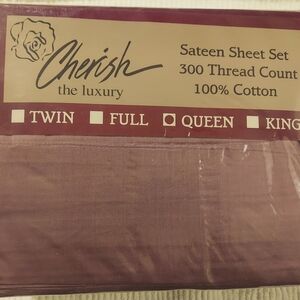 Cherish
the luxury
Sateen Sheet Set
300 Thread Count
100% Cotton
TWIN FULL QUEEN KING